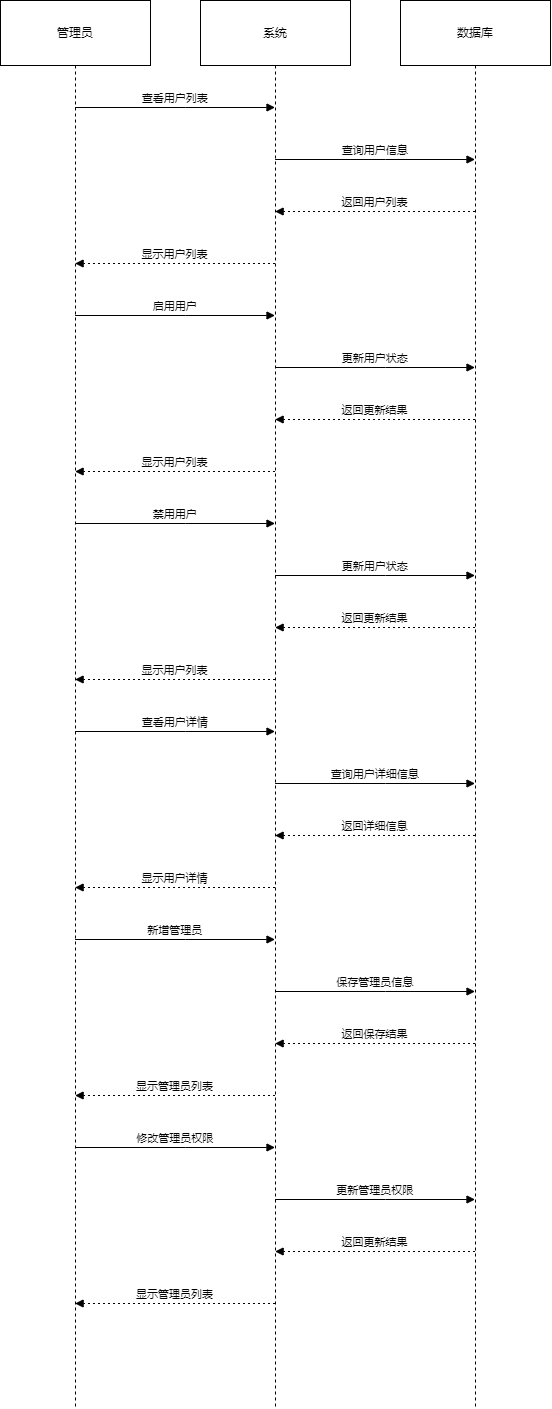 管理员
系统
数据库
查看用户列表
查询用户信息
返回用户列表
显示用户列表
启用用户
更新用户状态
返回更新结果
显示用户列表
禁用用户
更新用户状态
返回更新结果
显示用户列表
查看用户详情
查询用户详细信息
返回详细信息
显示用户详情
新增管理员
保存管理员信息
返回保存结果
显示管理员列表
修改管理员权限
更新管理员权限
返回更新结果
显示管理员列表